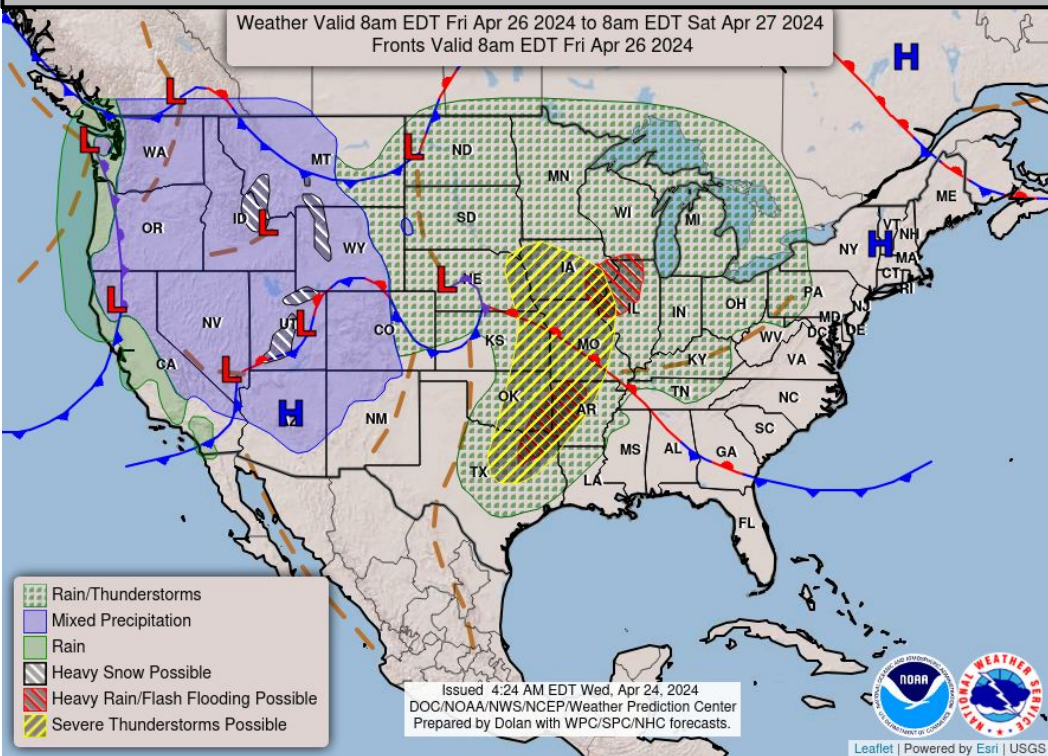 Weather Valid 8am EDT Fri Apr 26 2024 to 8am EDT Sat Apr 27 2024
Fronts Valid 8am EDT Fri Apr 26 2024
H
L
L
L
ND
MT
WA
MN
ME
ID
L
OR
SD
WI
MI
VT
NH
NY
H
MA
WY
CT
RI
L
NE
IA
L
PA
NJ
OH
IN
IL
MD
DE
DC
NV
UT
L
CO
KS
MO
WV
VA
CA
KY
L
H
AZ
NM
OK
AR
TN
NC
SC
MS
AL
GA
TX
LA
FL
Rain/Thunderstorms
Mixed Precipitation
Rain
Heavy Snow Possible
Heavy Rain/Flash Flooding Possible
Severe Thunderstorms Possible
Issued 4:24 AM EDT Wed, Apr 24, 2024
DOC/NOAA/NWS/NCEP/Weather Prediction Center
Prepared by Dolan with WPC/SPC/NHC forecasts.
NOAA
NATIONAL WEATHER SERVICE
Leaflet | Powered by Esri | USGS